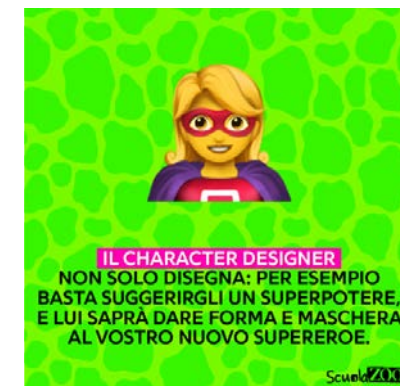 IL CHARACTER DESIGNER
NON SOLO DISEGNA: PER ESEMPIO
BASTA SUGGERIRGLI UN SUPERPOTERE,
E LUI SAPRÀ DARE FORMA E MASCHERA
AL VOSTRO NUOVO SUPEREROE.
ScuolaZOO